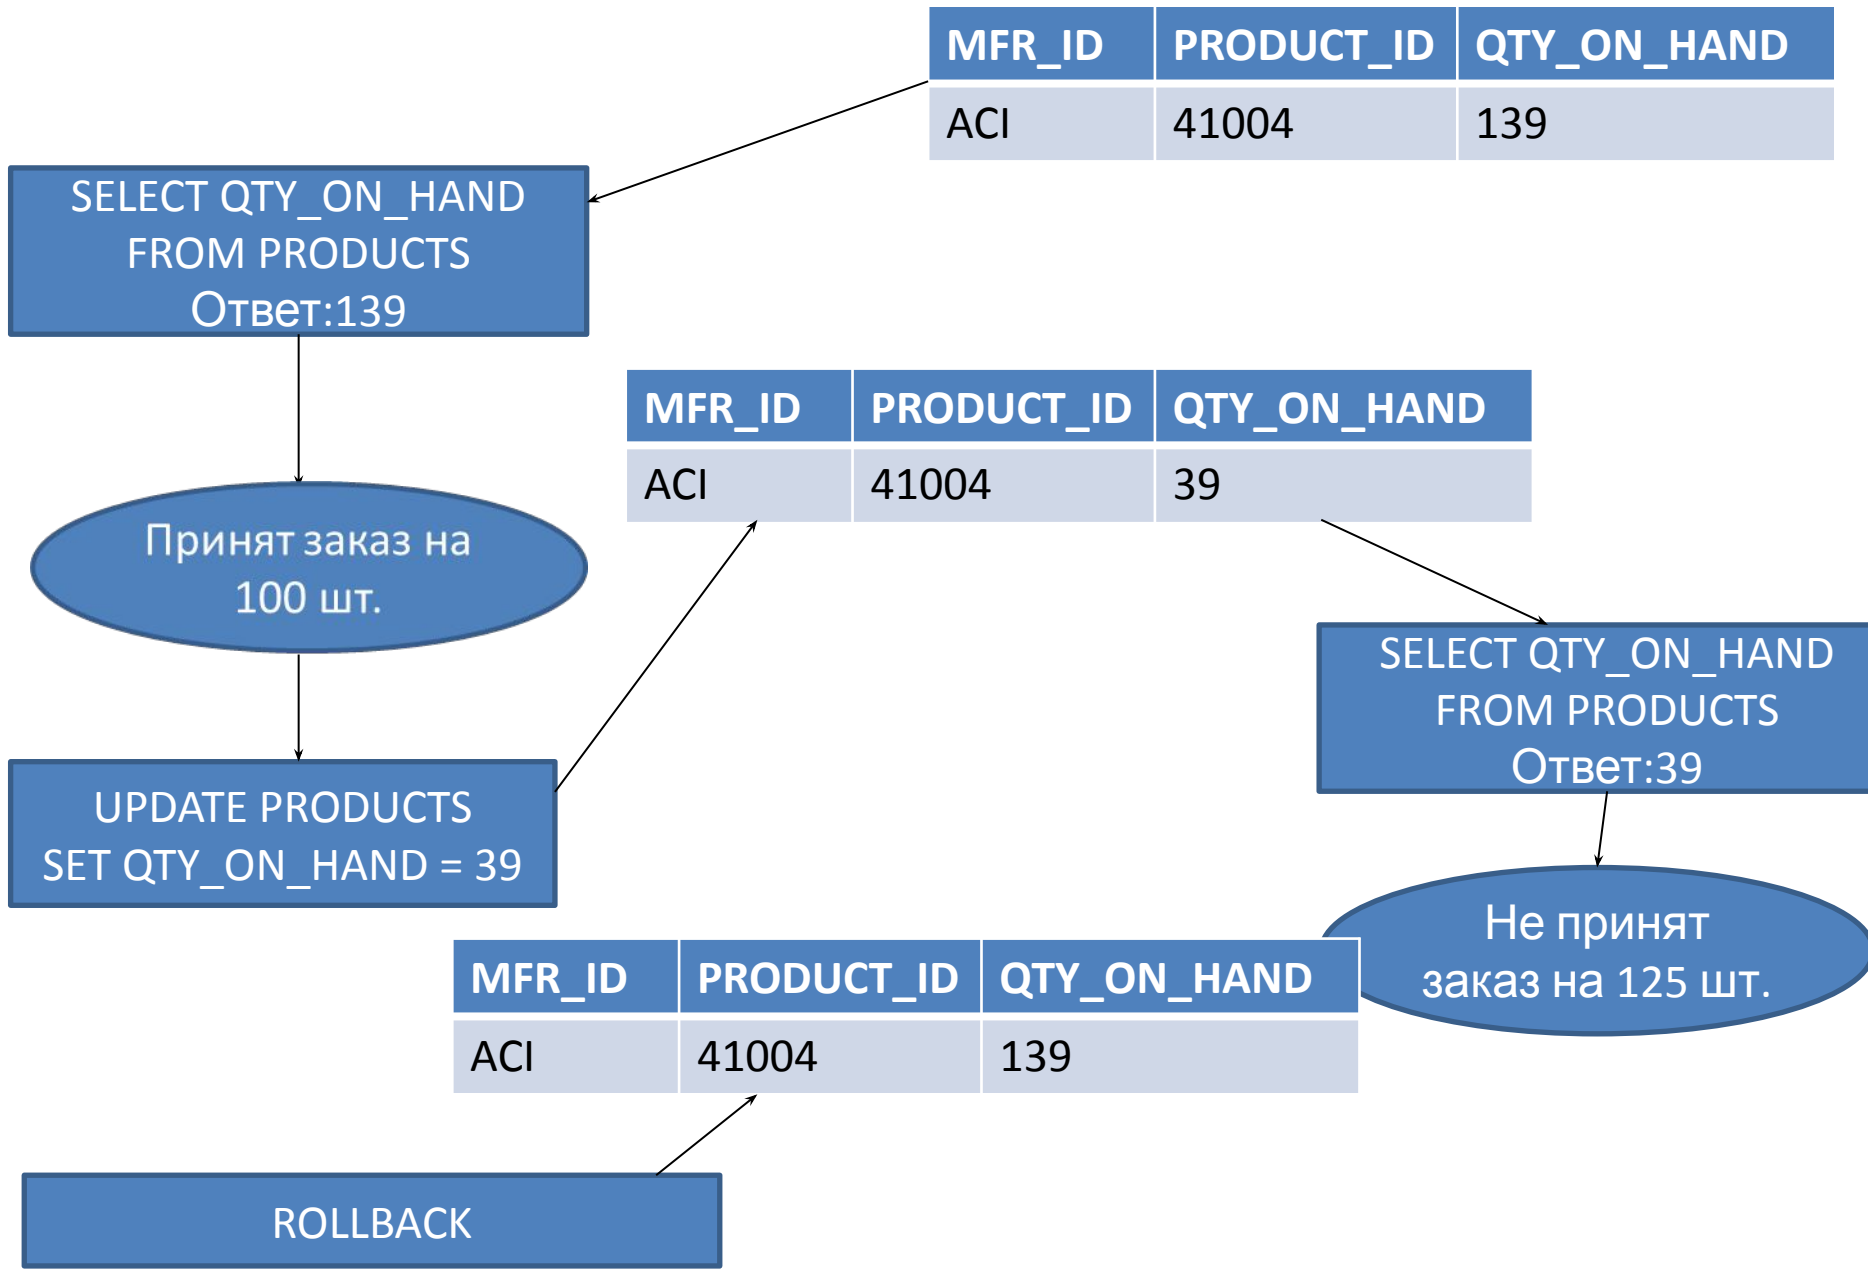 MFR_ID PRODUCT_ID QTY_ON_HAND
ACI 41004 139
SELECT QTY_ON_HAND
FROM PRODUCTS
Ответ:139
MFR_ID PRODUCT_ID QTY_ON_HAND
ACI 41004 39
Принят заказ на
100 шт.
SELECT QTY_ON_HAND
FROM PRODUCTS
Ответ:39
UPDATE PRODUCTS
SET QTY_ON_HAND = 39
Не принят
заказ на 125 шт.
MFR_ID PRODUCT_ID QTY_ON_HAND
ACI 41004 139
ROLLBACK